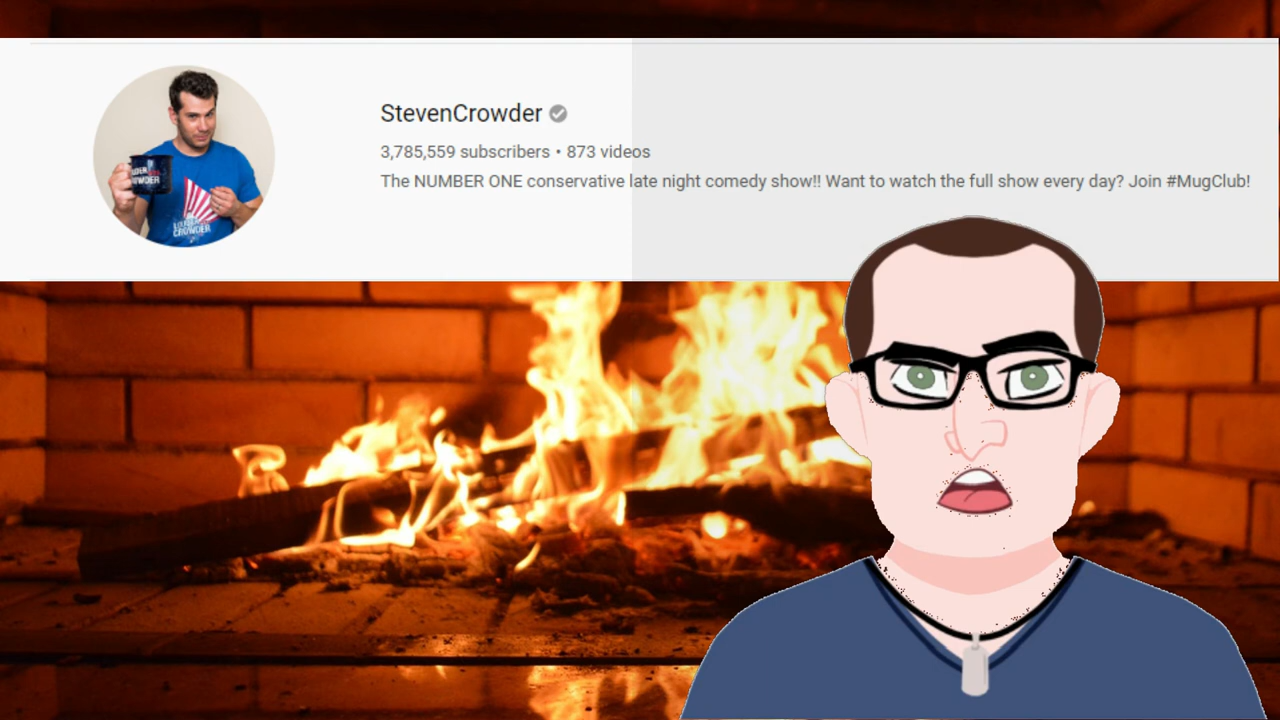 StevenCrowder
3,785,559 subscribers • 873 videos
The NUMBER ONE conservative late night comedy show!! Want to watch the full show every day? Join #MugClub!
CROWDER